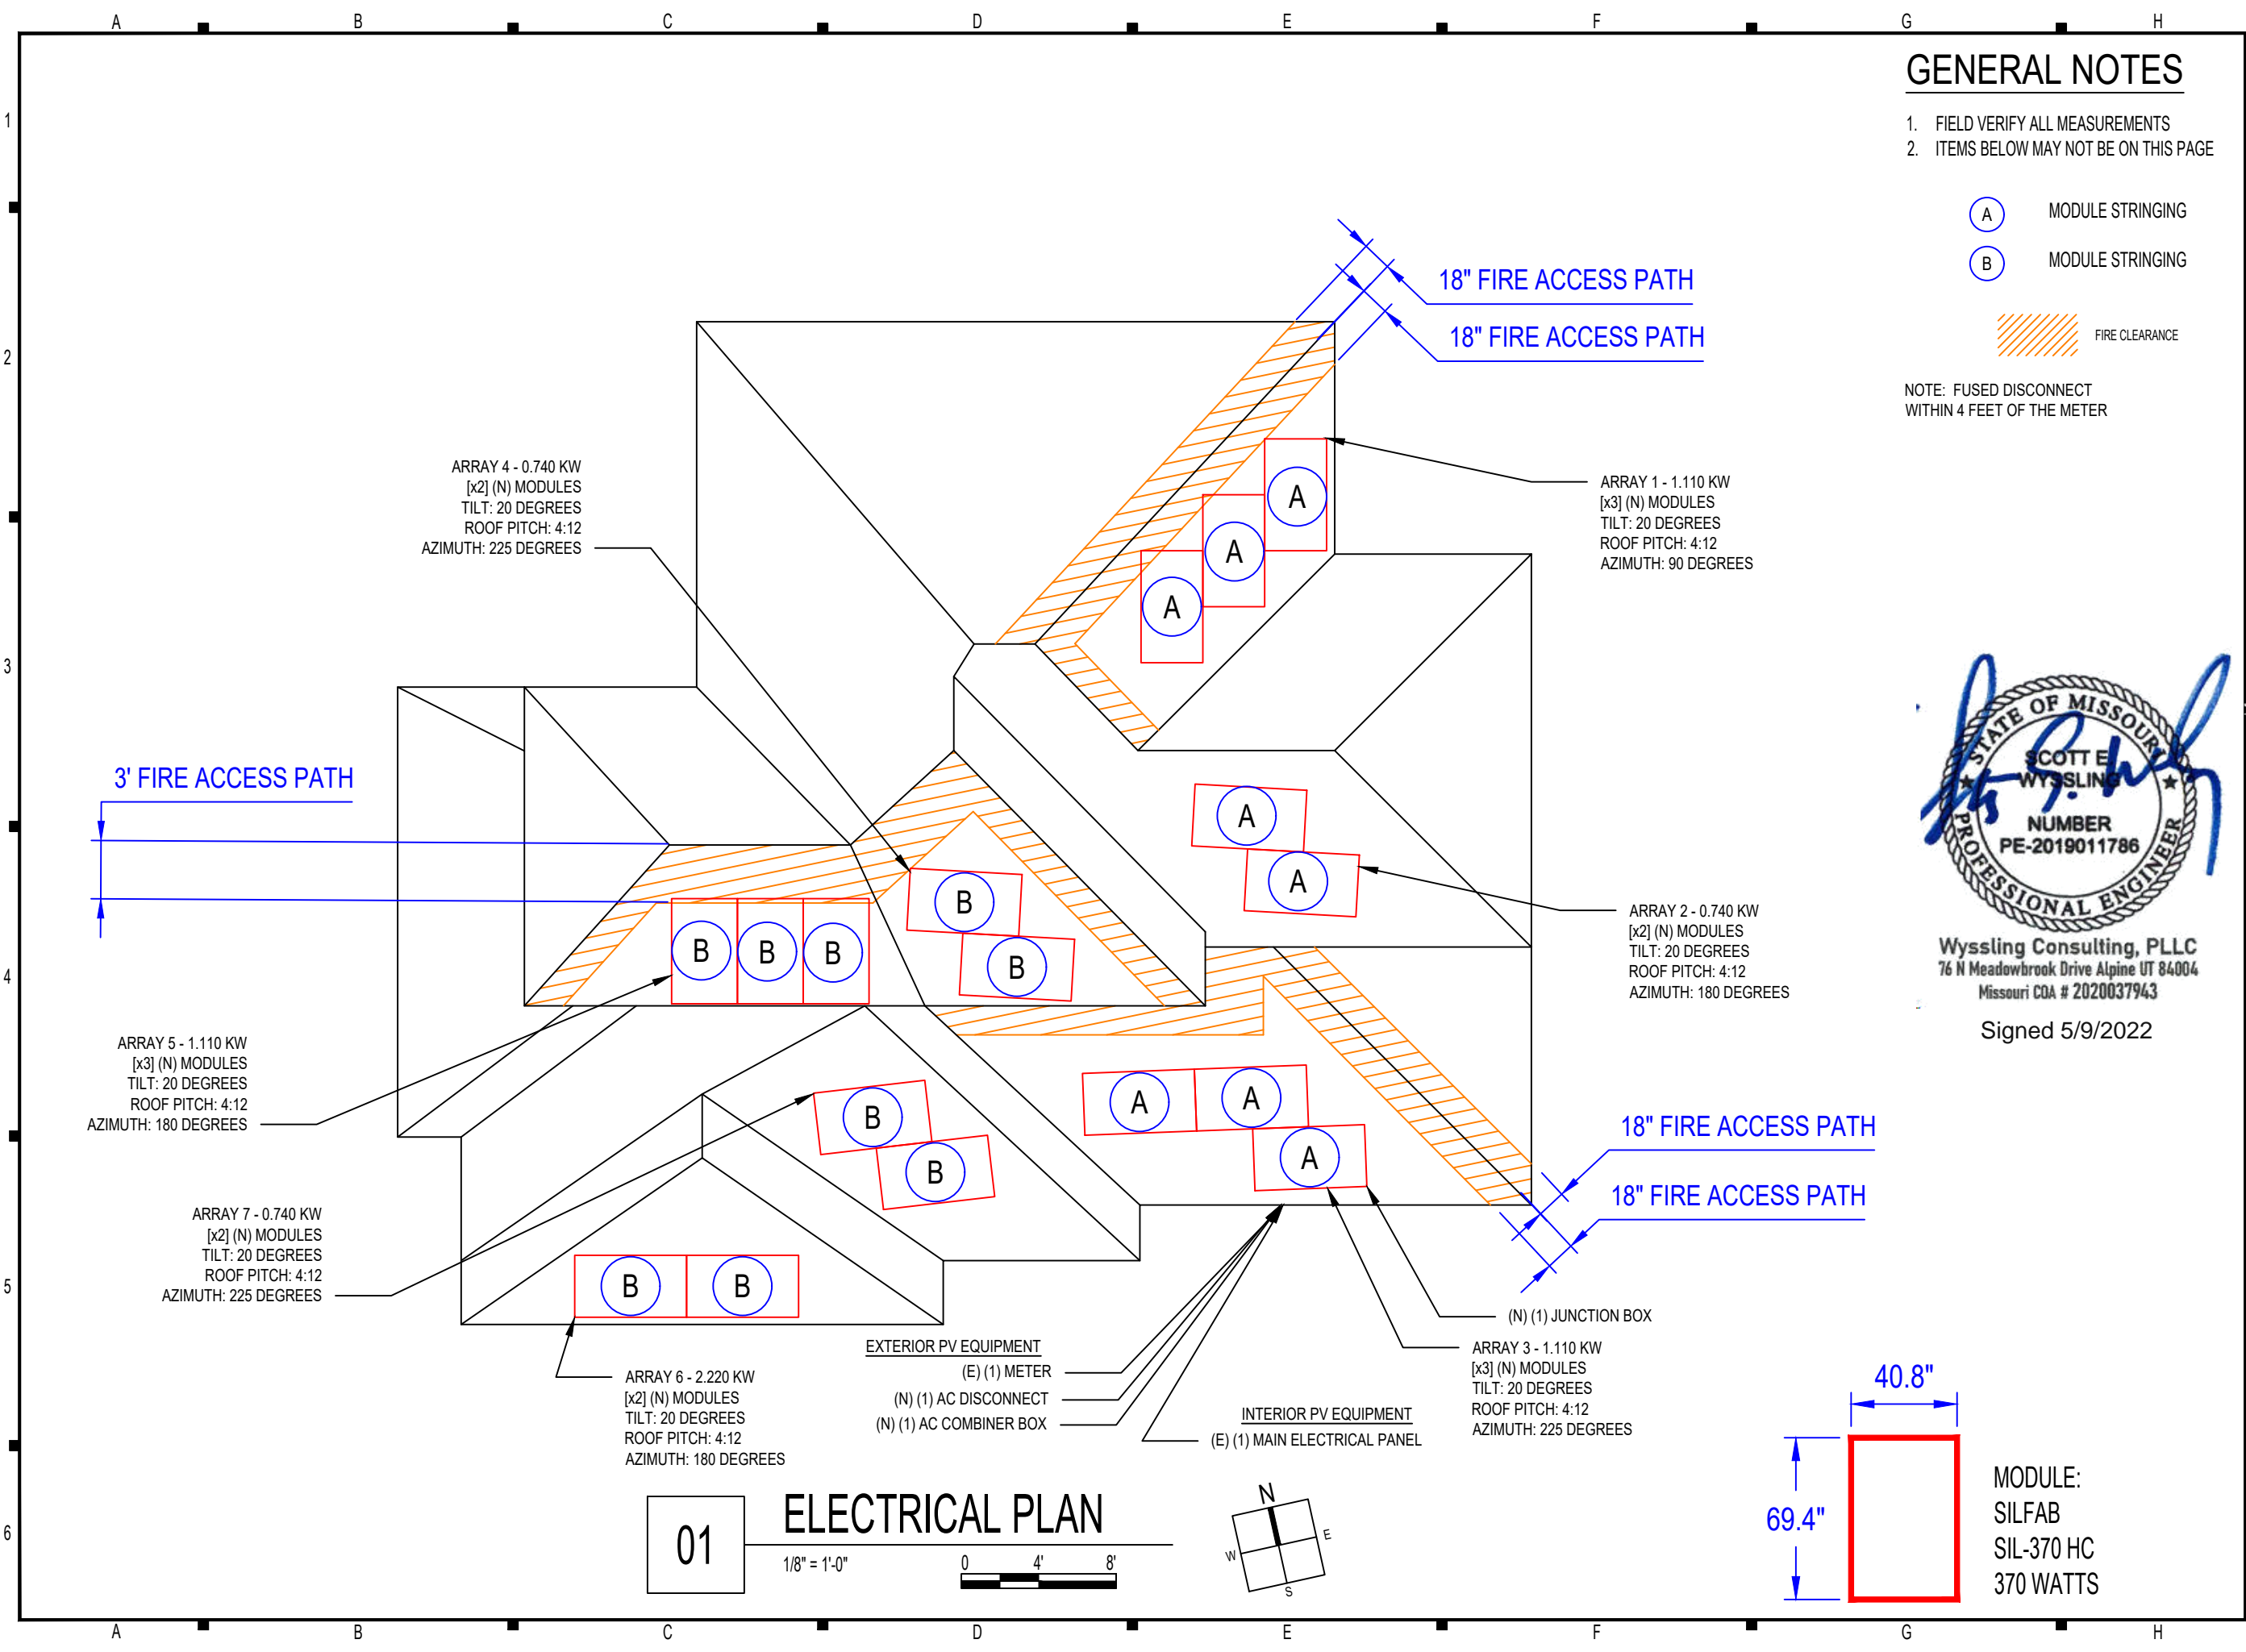 A B C D E F G H
GENERAL NOTES
1. FIELD VERIFY ALL MEASUREMENTS
2. ITEMS BELOW MAY NOT BE ON THIS PAGE
A MODULE STRINGING
B MODULE STRINGING
FIRE CLEARANCE
NOTE: FUSED DISCONNECT
WITHIN 4 FEET OF THE METER
1
2
3
4
5
6
18" FIRE ACCESS PATH
18" FIRE ACCESS PATH
ARRAY 4 - 0.740 KW
[x2] (N) MODULES
TILT: 20 DEGREES
ROOF PITCH: 4:12
AZIMUTH: 225 DEGREES
ARRAY 1 - 1.110 KW
[x3] (N) MODULES
TILT: 20 DEGREES
ROOF PITCH: 4:12
AZIMUTH: 90 DEGREES
A
A
A
3' FIRE ACCESS PATH
A
A
B
B
B B B
ARRAY 2 - 0.740 KW
[x2] (N) MODULES
TILT: 20 DEGREES
ROOF PITCH: 4:12
AZIMUTH: 180 DEGREES
STATE OF MISSOURI
SCOTT E.
WYSSLING
NUMBER
PE-2019011786
PROFESSIONAL ENGINEER
Wyssling Consulting, PLLC
76 N Meadowbrook Drive Alpine UT 84004
Missouri COA # 2020037943
Signed 5/9/2022
ARRAY 5 - 1.110 KW
[x3] (N) MODULES
TILT: 20 DEGREES
ROOF PITCH: 4:12
AZIMUTH: 180 DEGREES
A A
A
B
B
18" FIRE ACCESS PATH
18" FIRE ACCESS PATH
ARRAY 7 - 0.740 KW
[x2] (N) MODULES
TILT: 20 DEGREES
ROOF PITCH: 4:12
AZIMUTH: 225 DEGREES
B B
(N) (1) JUNCTION BOX
EXTERIOR PV EQUIPMENT
(E) (1) METER
(N) (1) AC DISCONNECT
(N) (1) AC COMBINER BOX
INTERIOR PV EQUIPMENT
(E) (1) MAIN ELECTRICAL PANEL
ARRAY 3 - 1.110 KW
[x3] (N) MODULES
TILT: 20 DEGREES
ROOF PITCH: 4:12
AZIMUTH: 225 DEGREES
ARRAY 6 - 2.220 KW
[x2] (N) MODULES
TILT: 20 DEGREES
ROOF PITCH: 4:12
AZIMUTH: 180 DEGREES
01
ELECTRICAL PLAN
1/8" = 1'-0"
0 4' 8'
N
W E
S
40.8"
69.4"
MODULE:
SILFAB
SIL-370 HC
370 WATTS
A B C D E F G H